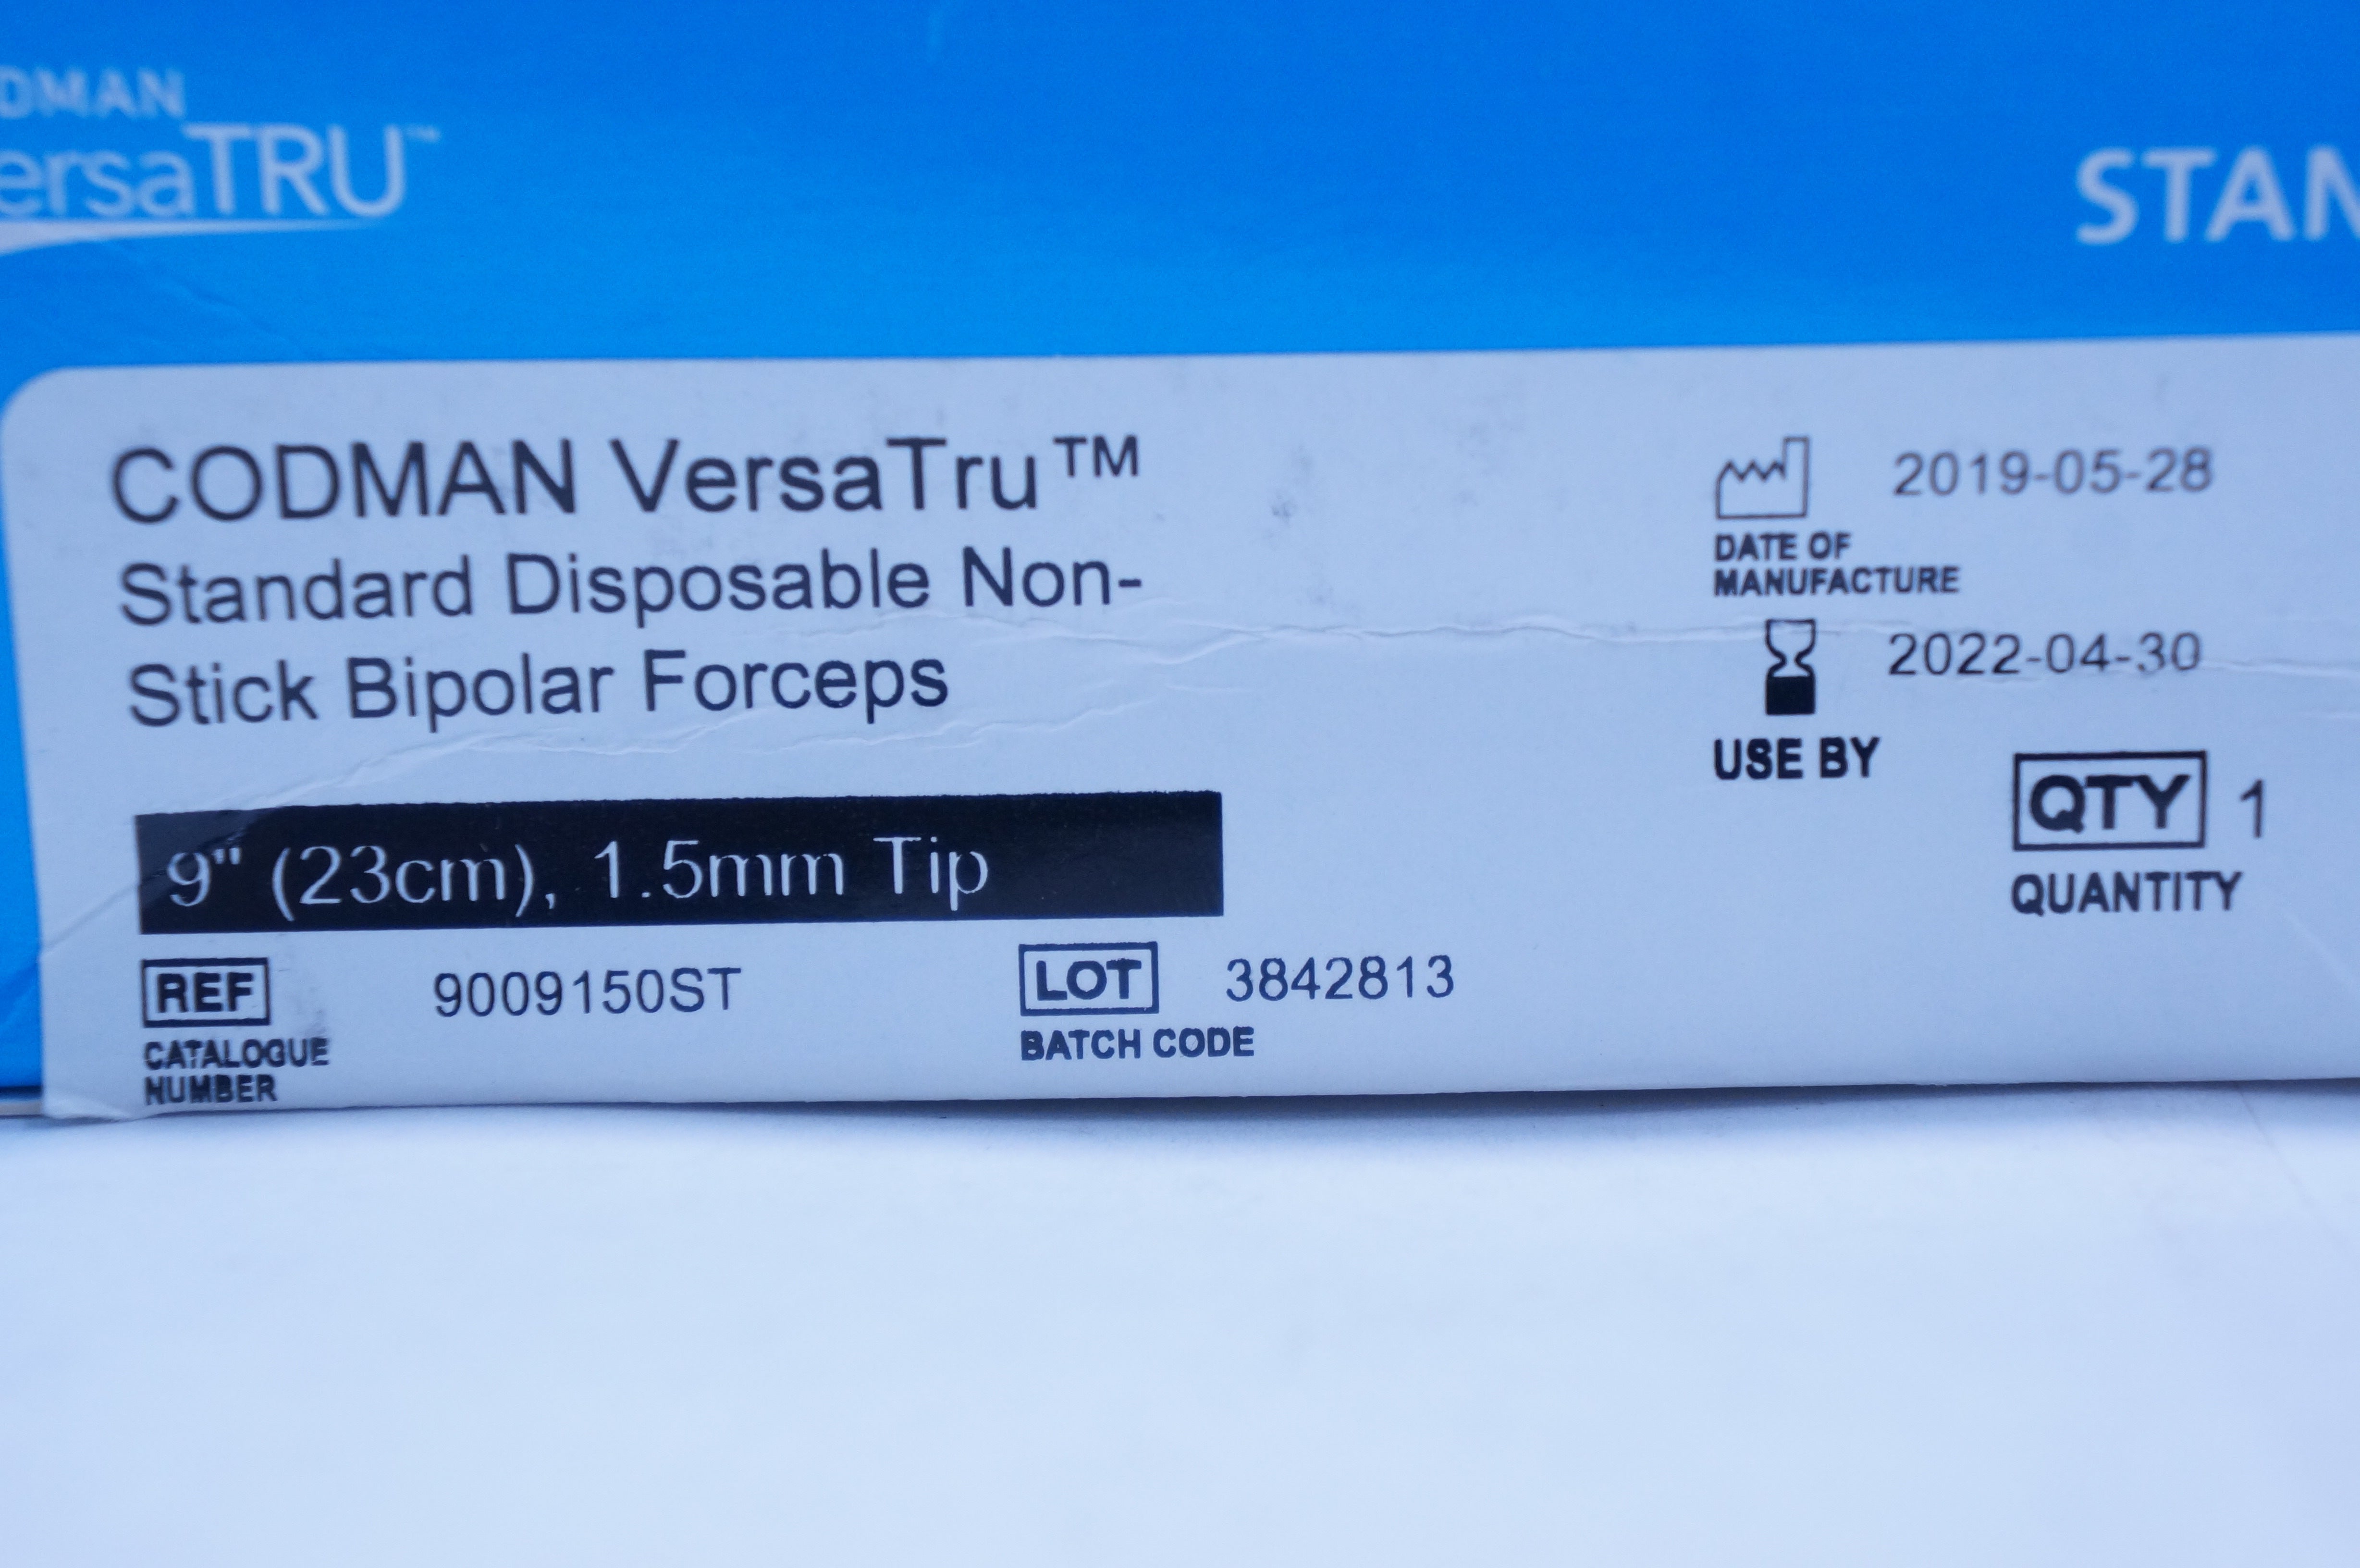 DMAN
ersaTRU™
STAN
CODMAN VersaTru™
Standard Disposable Non-
Stick Bipolar Forceps
9" (23cm), 1.5mm Tip
REF 9009150ST
CATALOGUE
NUMBER
LOT 3842813
BATCH CODE
2019-05-28
DATE OF
MANUFACTURE
2022-04-30
USE BY
QTY 1
QUANTITY